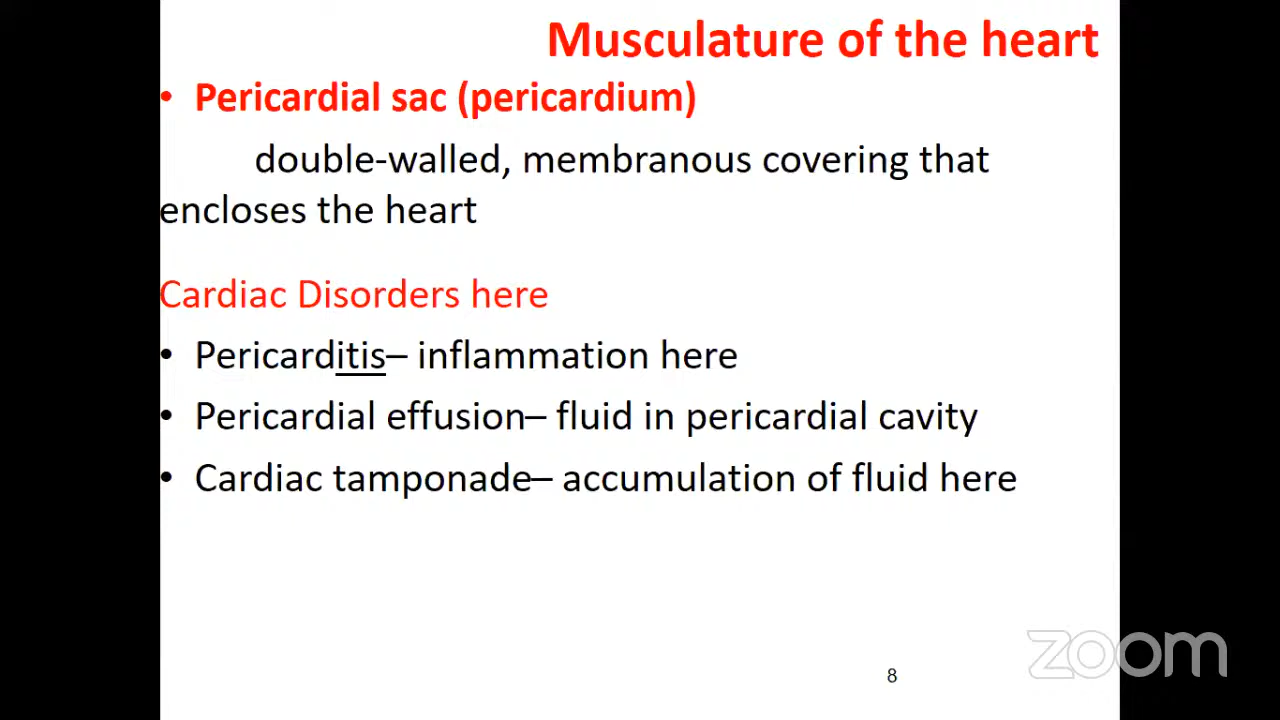 Musculature of the heart
• Pericardial sac (pericardium)
double-walled, membranous covering that
encloses the heart
Cardiac Disorders here
• Pericarditis– inflammation here
• Pericardial effusion– fluid in pericardial cavity
• Cardiac tamponade– accumulation of fluid here
zoom
8